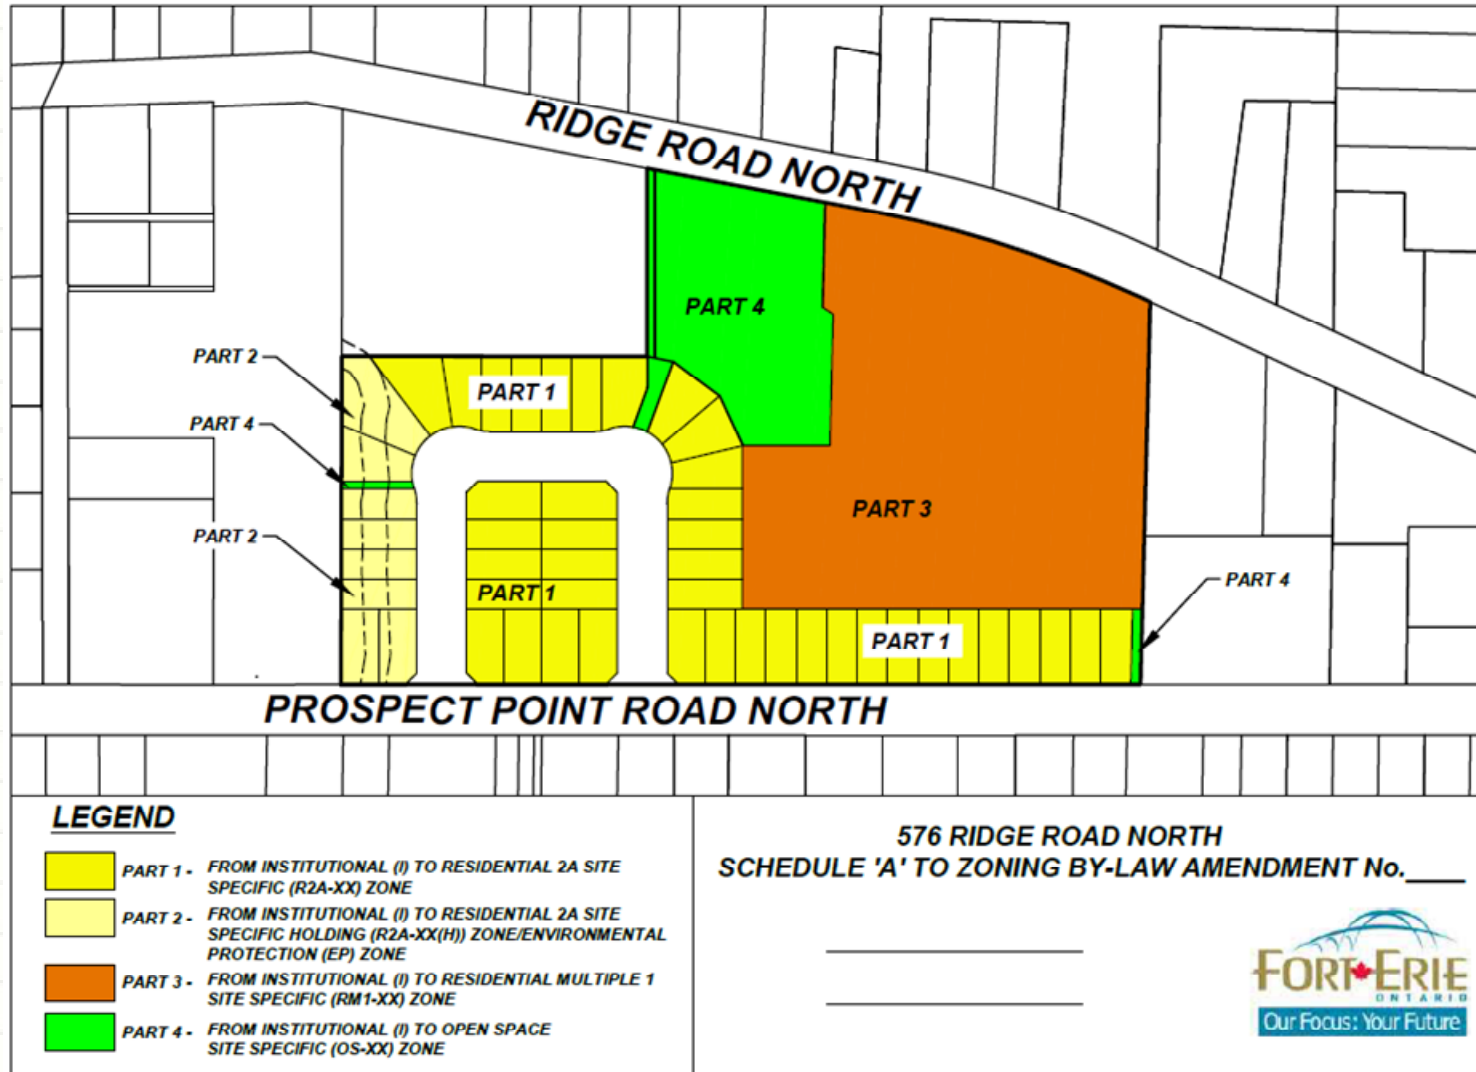 RIDGE ROAD NORTH
PART 4
PART 2
PART 1
PART 4
PART 3
PART 2
PART 4
PART 1
PART 1
PROSPECT POINT ROAD NORTH
LEGEND
PART 1 - FROM INSTITUTIONAL (I) TO RESIDENTIAL 2A SITE
SPECIFIC (R2A-XX) ZONE
PART 2 - FROM INSTITUTIONAL (I) TO RESIDENTIAL 2A SITE
SPECIFIC HOLDING (R2A-XX(H)) ZONE/ENVIRONMENTAL
PROTECTION (EP) ZONE
PART 3 - FROM INSTITUTIONAL (I) TO RESIDENTIAL MULTIPLE 1
SITE SPECIFIC (RM1-XX) ZONE
PART 4 - FROM INSTITUTIONAL (I) TO OPEN SPACE
SITE SPECIFIC (OS-XX) ZONE
576 RIDGE ROAD NORTH
SCHEDULE 'A' TO ZONING BY-LAW AMENDMENT No.____
FORT ERIE
ONTARIO
Our Focus: Your Future